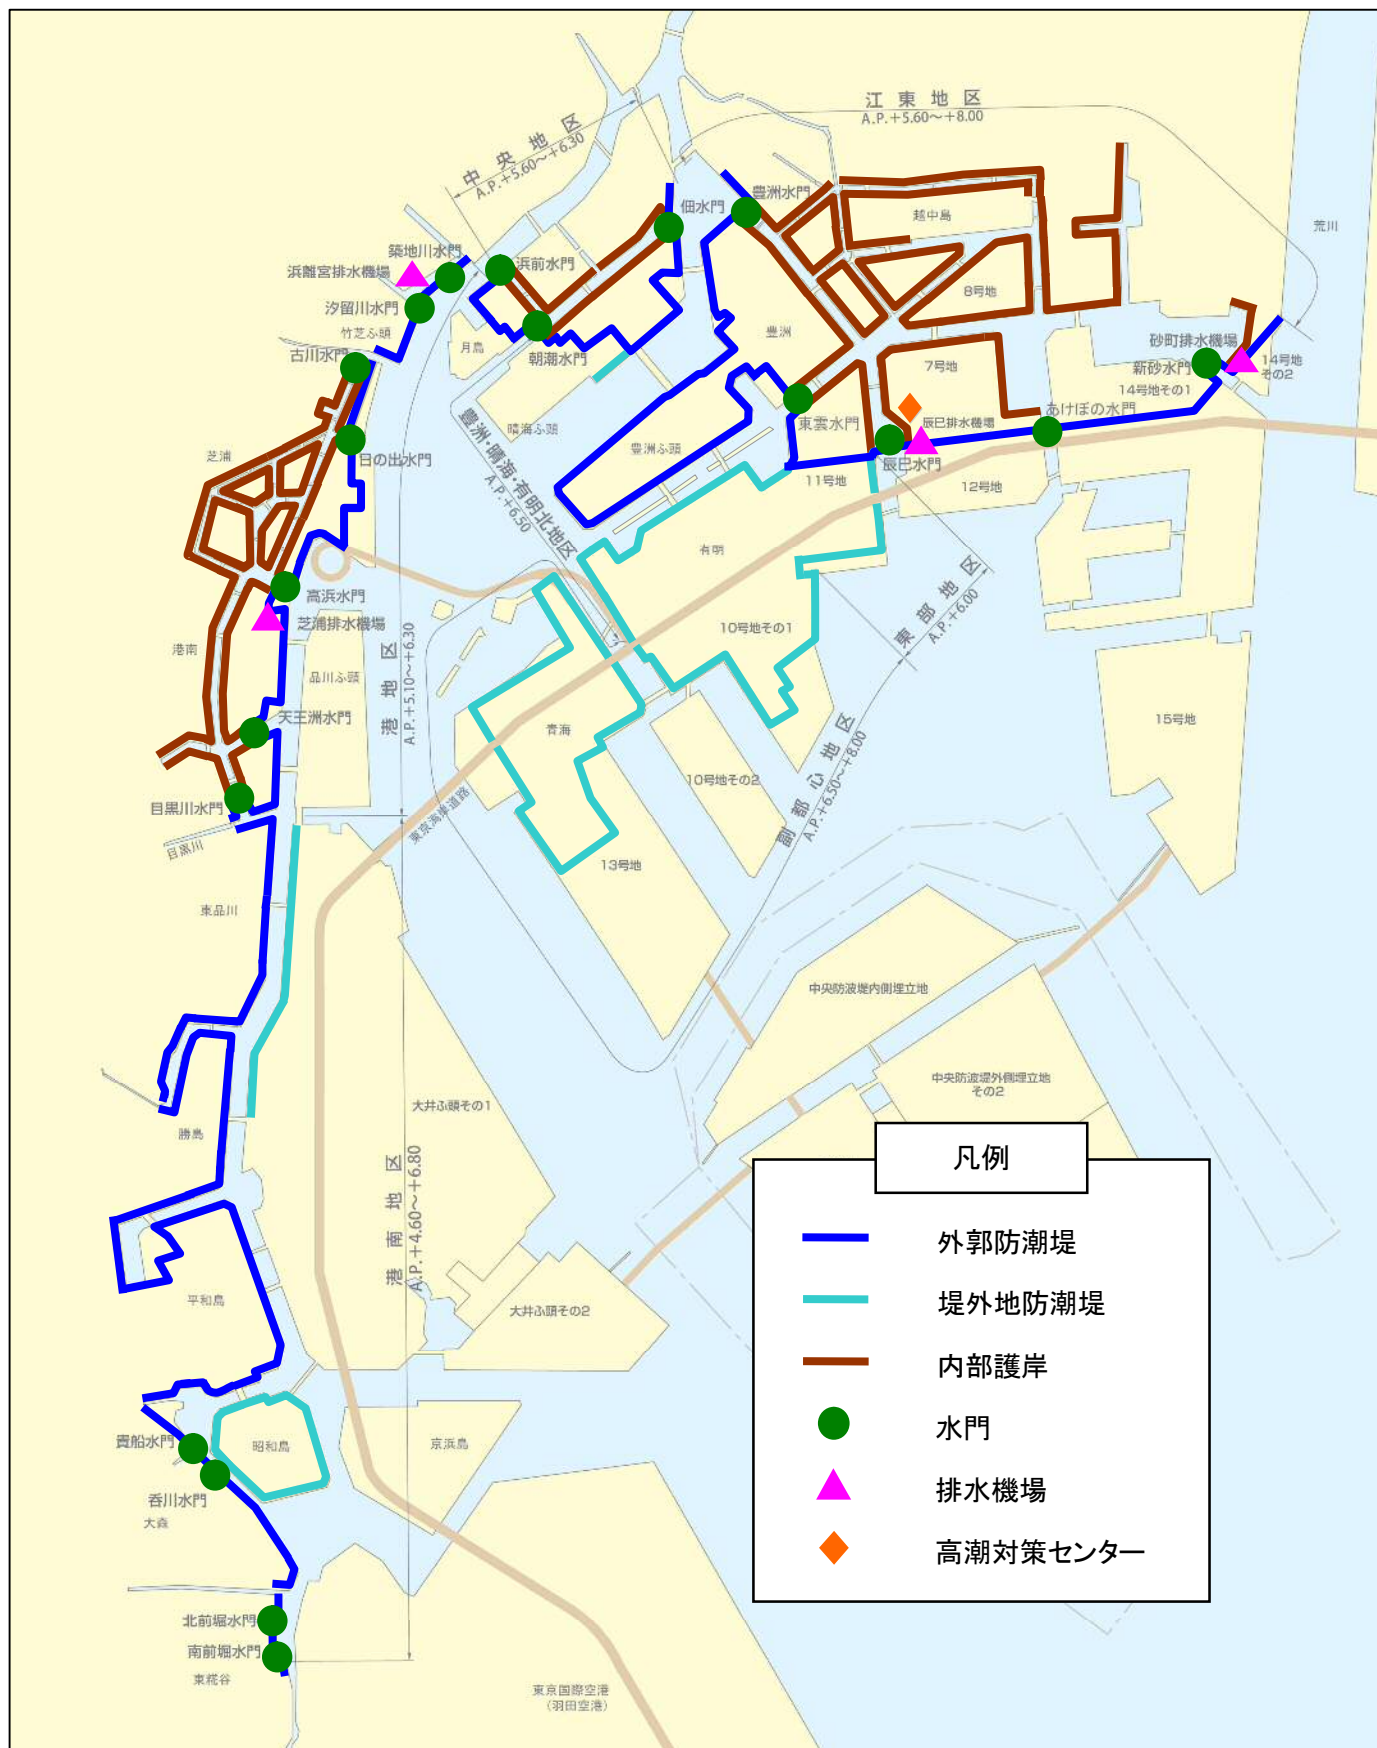 江東地区
A.P.+5.60～+8.00
中央地区
A.P.+5.60～+6.30
豊洲水門
佃水門
越中島
荒川
築地川水門
浜離宮排水機場
浜前水門
汐留川水門
8号地
竹芝ふ頭
月島
豊洲
古川水門
朝潮水門
7号地
砂町排水機場
新砂水門
14号地
その2
14号地その1
晴海ふ頭
東雲水門
辰巳排水機場
あけぼの水門
芝浦
日の出水門
豊洲ふ頭
辰巳水門
11号地
12号地
豊洲・晴海・有明北地区
A.P.+6.50
有明
高浜水門
芝浦排水機場
東部地区
A.P.+6.00
10号地その1
港南
品川ふ頭
港地区
A.P.+5.10～+6.30
天王洲水門
青海
15号地
10号地その2
副都心地区
A.P.+6.50～+8.00
目黒川水門
目黒川
東京湾岸道路
13号地
東品川
中央防波堤内側埋立地
中央防波堤外側埋立地
その2
大井ふ頭その1
勝島
港南地区
A.P.+4.60～+6.80
平和島
大井ふ頭その2
貴船水門
昭和島
京浜島
呑川水門
大森
北前堀水門
南前堀水門
東糀谷
東京国際空港
(羽田空港)
凡例
外郭防潮堤
堤外地防潮堤
内部護岸
水門
排水機場
高潮対策センター